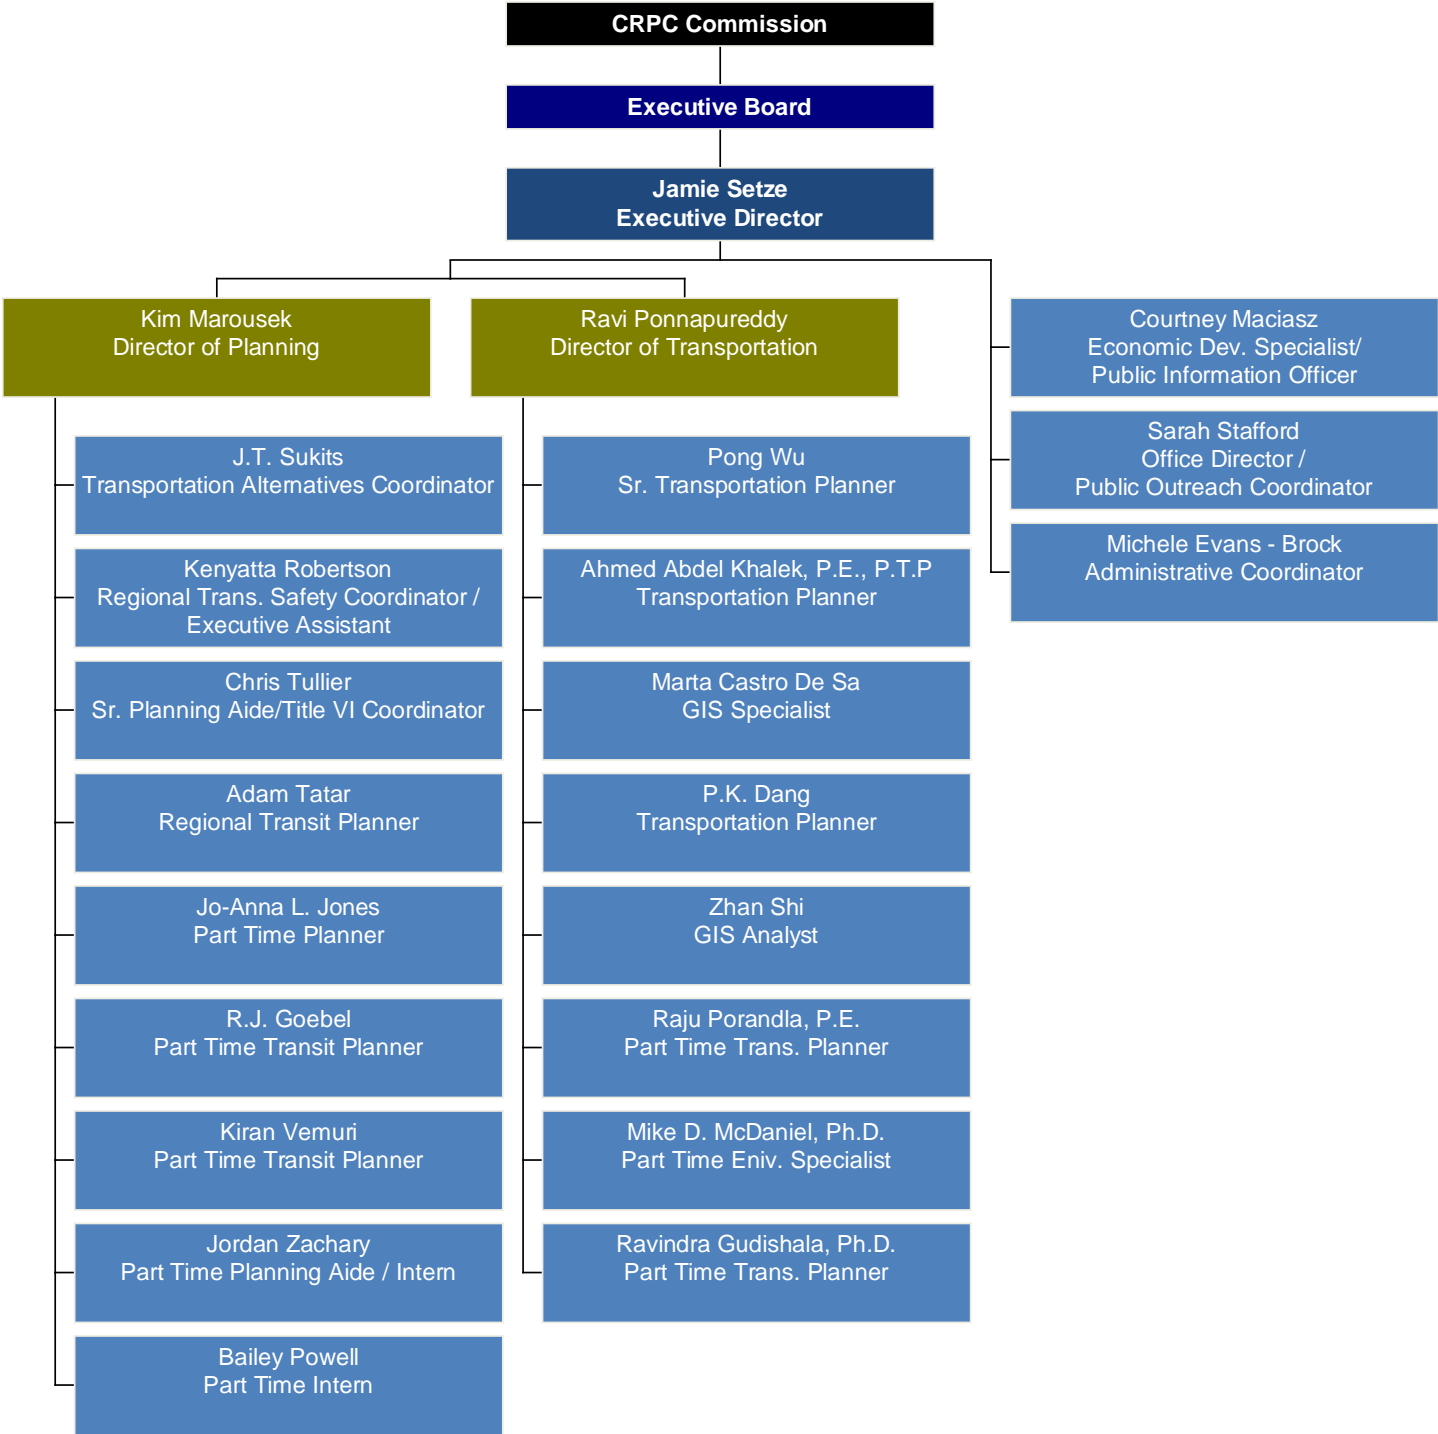 CRPC Commission
Executive Board
Jamie Setze
Executive Director
Kim Marousek
Director of Planning
Ravi Ponnapureddy
Director of Transportation
Courtney Maciasz
Economic Dev. Specialist/
Public Information Officer
Sarah Stafford
Office Director /
Public Outreach Coordinator
Michele Evans - Brock
Administrative Coordinator
J.T. Sukits
Transportation Alternatives Coordinator
Kenyatta Robertson
Regional Trans. Safety Coordinator /
Executive Assistant
Chris Tullier
Sr. Planning Aide/Title VI Coordinator
Adam Tatar
Regional Transit Planner
Jo-Anna L. Jones
Part Time Planner
R.J. Goebel
Part Time Transit Planner
Kiran Vemuri
Part Time Transit Planner
Jordan Zachary
Part Time Planning Aide / Intern
Bailey Powell
Part Time Intern
Pong Wu
Sr. Transportation Planner
Ahmed Abdel Khalek, P.E., P.T.P
Transportation Planner
Marta Castro De Sa
GIS Specialist
P.K. Dang
Transportation Planner
Zhan Shi
GIS Analyst
Raju Porandla, P.E.
Part Time Trans. Planner
Mike D. McDaniel, Ph.D.
Part Time Eniv. Specialist
Ravindra Gudishala, Ph.D.
Part Time Trans. Planner